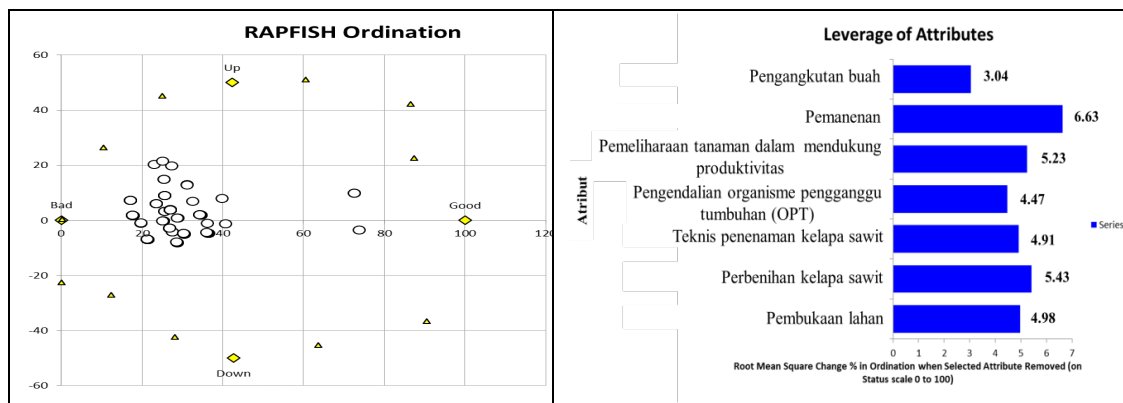 RAPFISH Ordination
60
Up
40
20
Bad
Good
0
0
20
40
60
80
100
120
-20
-40
Down
-60
Leverage of Attributes
Atribut
Pengangkutan buah
3.04
Pemanenan
6.63
Pemeliharaan tanaman dalam mendukung
produktivitas
5.23
Pengendalian organisme pengganggu
tumbuhan (OPT)
4.47
Teknis penenaman kelapa sawit
4.91
Perbenihan kelapa sawit
5.43
Pembukaan lahan
4.98
Series
0 1 2 3 4 5 6 7
Root Mean Square Change % in Ordination when Selected Attribute Removed (on
Status scale 0 to 100)